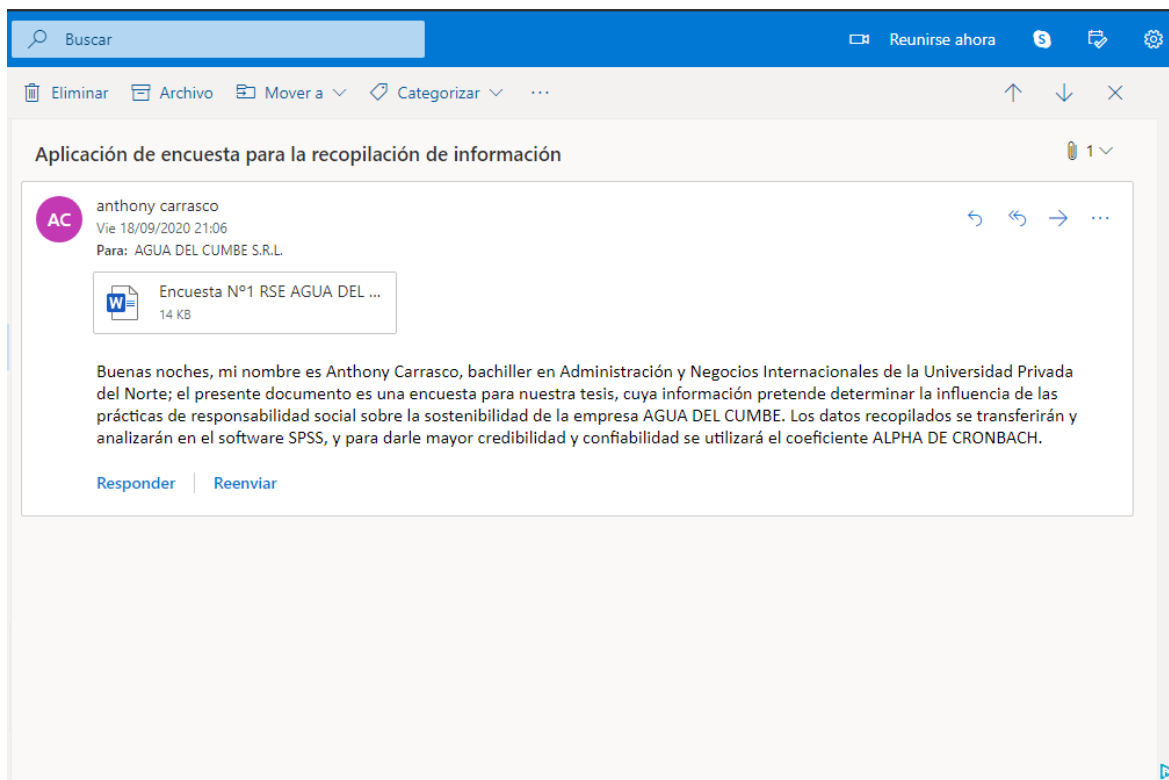 Buscar
Reunirse ahora
Eliminar Archivo Mover a Categorizar ...
Aplicación de encuesta para la recopilación de información
1
AC
anthony carrasco
Vie 18/09/2020 21:06
Para: AGUA DEL CUMBE S.R.L.
Encuesta Nº1 RSE AGUA DEL ...
14 KB
Buenas noches, mi nombre es Anthony Carrasco, bachiller en Administración y Negocios Internacionales de la Universidad Privada
del Norte; el presente documento es una encuesta para nuestra tesis, cuya información pretende determinar la influencia de las
prácticas de responsabilidad social sobre la sostenibilidad de la empresa AGUA DEL CUMBE. Los datos recopilados se transferirán y
analizarán en el software SPSS, y para darle mayor credibilidad y confiabilidad se utilizará el coeficiente ALPHA DE CRONBACH.
Responder Reenviar